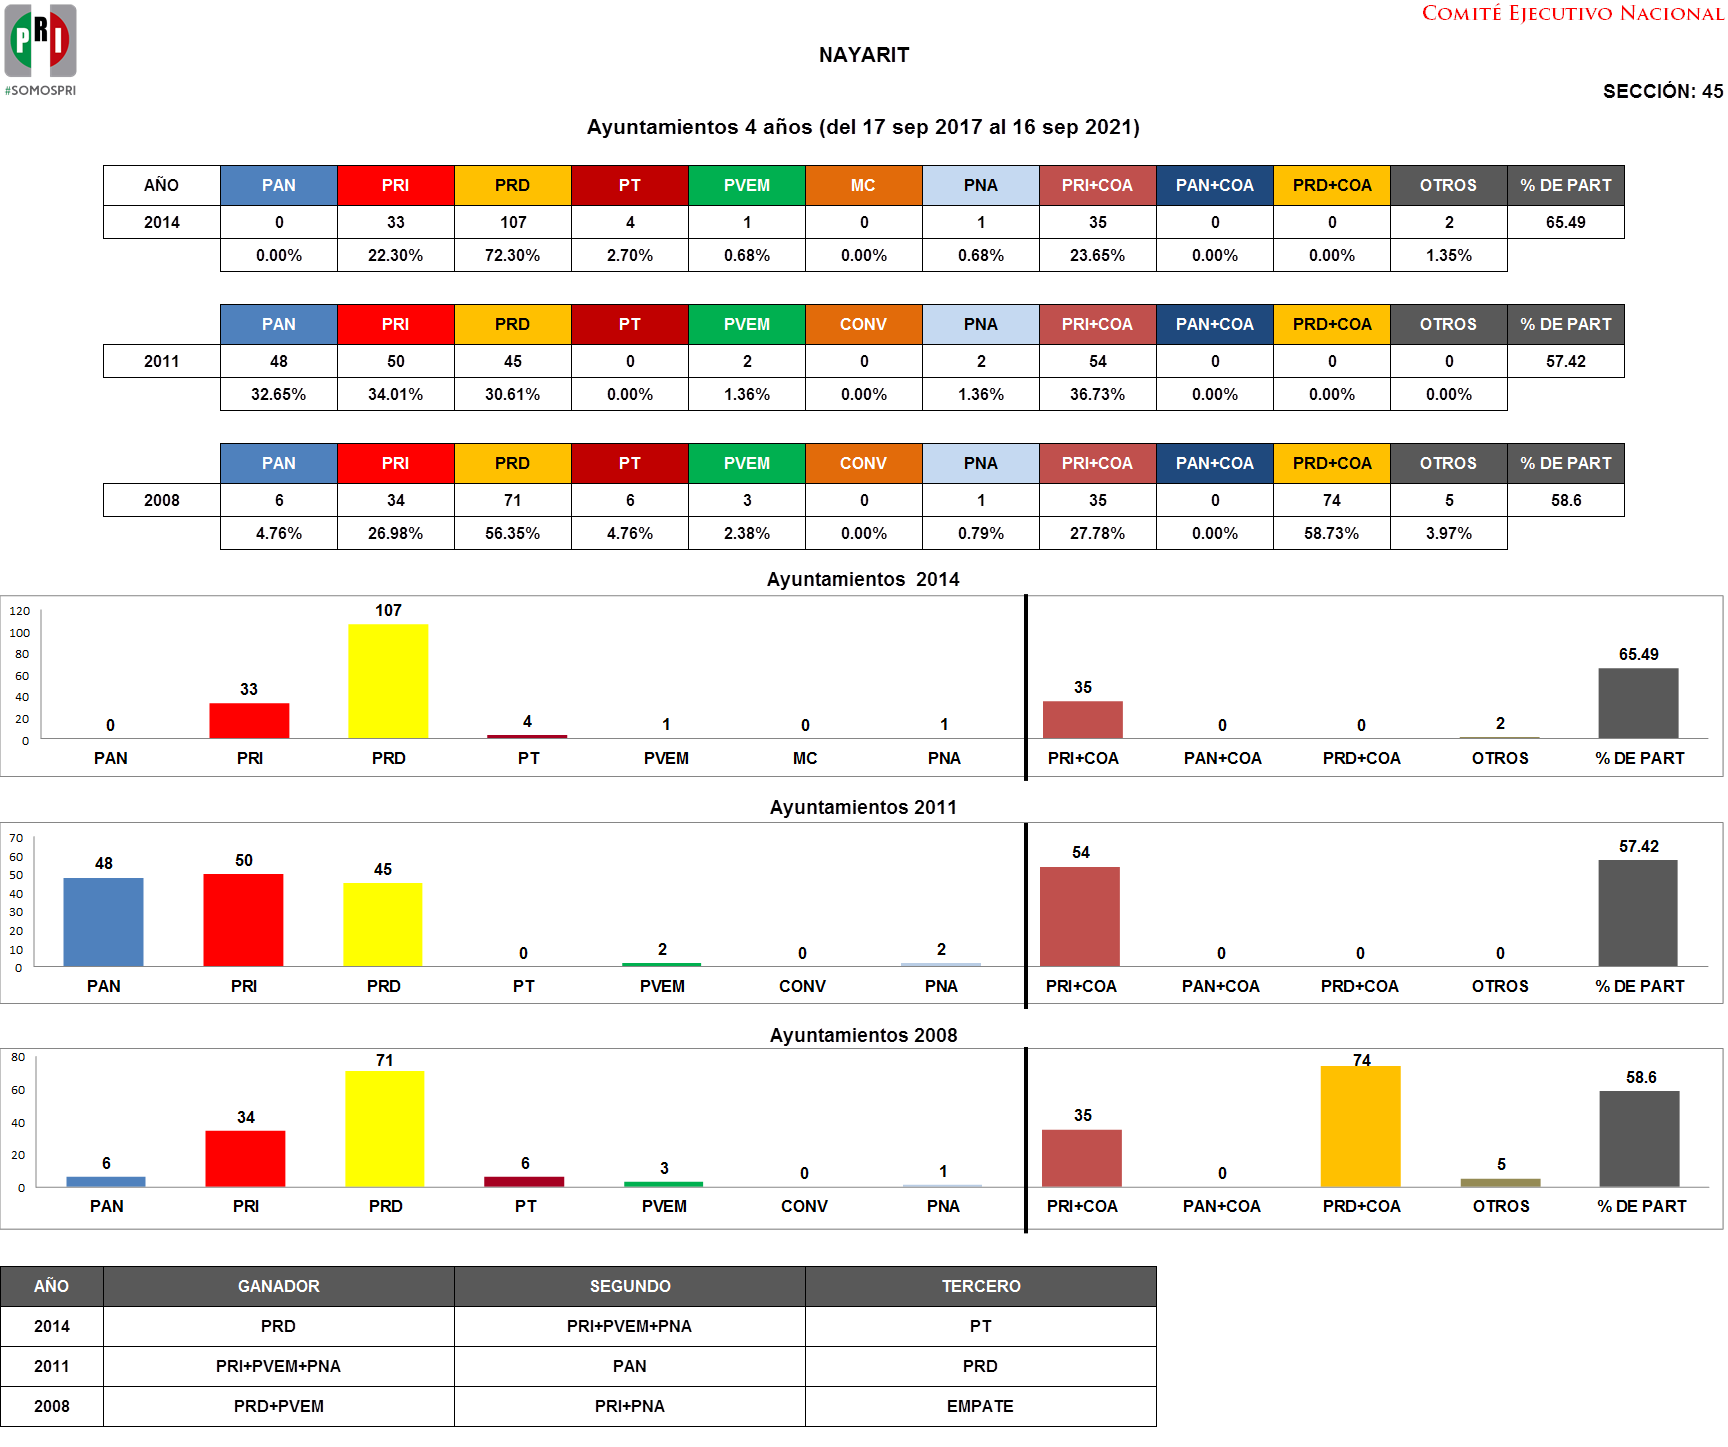 PRI
#SOMOSPRI
COMITÉ EJECUTIVO NACIONAL
NAYARIT
SECCIÓN: 45
Ayuntamientos 4 años (del 17 sep 2017 al 16 sep 2021)
AÑO PAN PRI PRD PT PVEM MC PNA PRI+COA PAN+COA PRD+COA OTROS % DE PART
2014 0 33 107 4 1 0 1 35 0 0 2 65.49
0.00% 22.30% 72.30% 2.70% 0.68% 0.00% 0.68% 23.65% 0.00% 0.00% 1.35%
PAN PRI PRD PT PVEM CONV PNA PRI+COA PAN+COA PRD+COA OTROS % DE PART
2011 48 50 45 0 2 0 2 54 0 0 0 57.42
32.65% 34.01% 30.61% 0.00% 1.36% 0.00% 1.36% 36.73% 0.00% 0.00% 0.00%
PAN PRI PRD PT PVEM CONV PNA PRI+COA PAN+COA PRD+COA OTROS % DE PART
2008 6 34 71 6 3 0 1 35 0 74 5 58.6
4.76% 26.98% 56.35% 4.76% 2.38% 0.00% 0.79% 27.78% 0.00% 58.73% 3.97%
Ayuntamientos 2014
120
100
80
60
40
20
0
0 33 107 4 1 0 1 35 0 0 2 65.49
PAN PRI PRD PT PVEM MC PNA PRI+COA PAN+COA PRD+COA OTROS % DE PART
Ayuntamientos 2011
70
60
50
40
30
20
10
0
48 50 45 0 2 0 2 54 0 0 0 57.42
PAN PRI PRD PT PVEM CONV PNA PRI+COA PAN+COA PRD+COA OTROS % DE PART
Ayuntamientos 2008
80
60
40
20
0
6 34 71 6 3 0 1 35 0 74 5 58.6
PAN PRI PRD PT PVEM CONV PNA PRI+COA PAN+COA PRD+COA OTROS % DE PART
AÑO GANADOR SEGUNDO TERCERO
2014 PRD PRI+PVEM+PNA PT
2011 PRI+PVEM+PNA PAN PRD
2008 PRD+PVEM PRI+PNA EMPATE